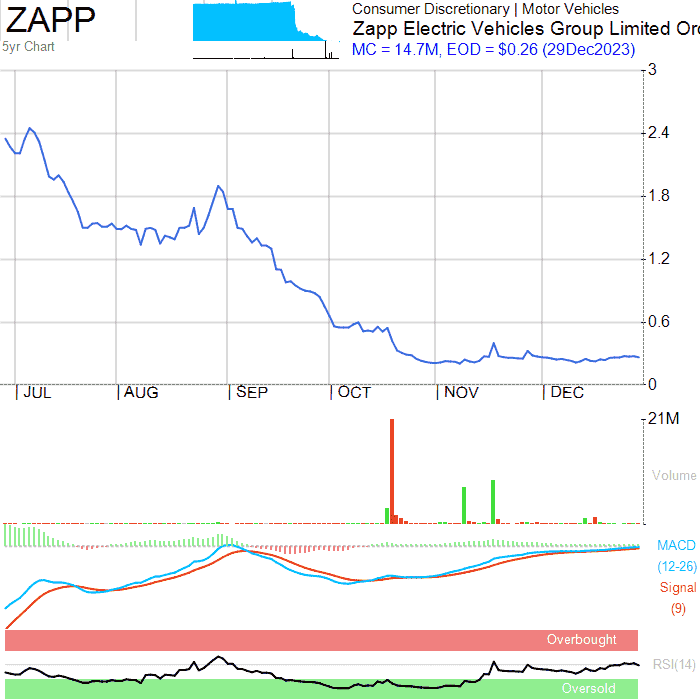 ZAPP
5yr Chart
Consumer Discretionary | Motor Vehicles
Zapp Electric Vehicles Group Limited Or
MC = 14.7M, EOD = $0.26 (29Dec2023)
3
2.4
1.8
1.2
0.6
0
JUL AUG SEP OCT NOV DEC
21M
Volume
MACD
(12-26)
Signal
(9)
Overbought
RSI(14)
Oversold